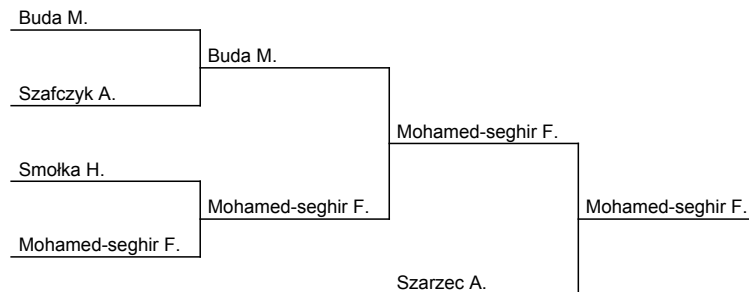 Buda M.
Buda M.
Szafczyk A.
Mohamed-seghir F.
Smołka H.
Mohamed-seghir F.
Mohamed-seghir F.
Mohamed-seghir F.
Szarzec A.